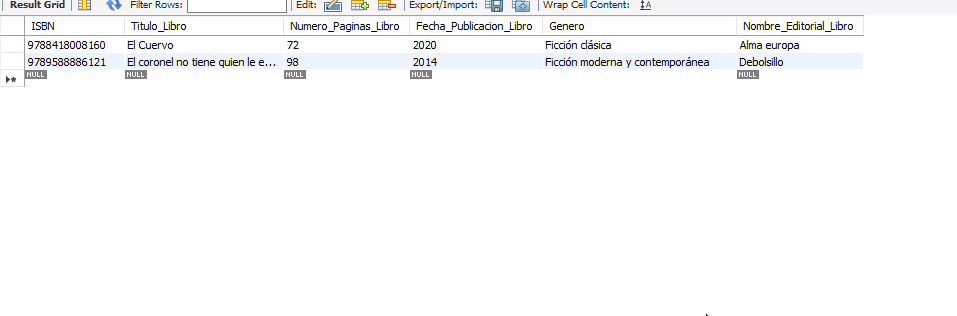 Result Grid Filter Rows: Edit: Export/Import: Wrap Cell Content: IA
ISBN Titulo_Libro Numero_Paginas_Libro Fecha_Publicacion_Libro Genero Nombre_Editorial_Libro
9788418008160 El Cuervo 72 2020 Ficción clásica Alma europa
9789588886121 El coronel no tiene quien le e... 98 2014 Ficción moderna y contemporánea Debolsillo
NULL NULL NULL NULL NULL NULL